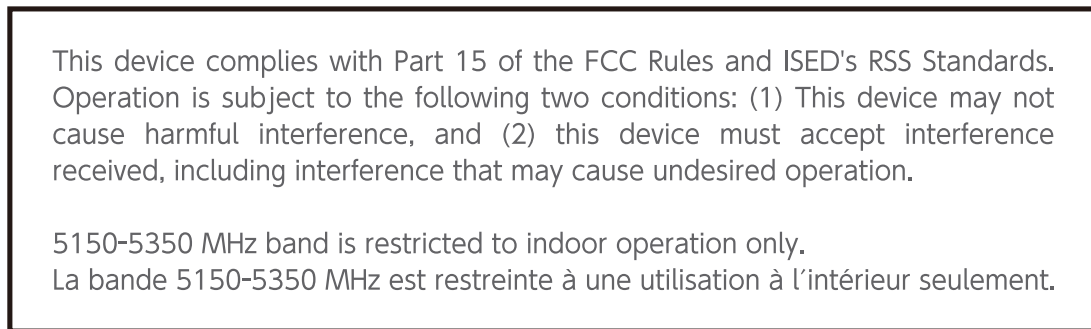 This device complies with Part 15 of the FCC Rules and ISED's RSS Standards.
Operation is subject to the following two conditions: (1) This device may not
cause harmful interference, and (2) this device must accept interference
received, including interference that may cause undesired operation.
5150-5350 MHz band is restricted to indoor operation only.
La bande 5150-5350 MHz est restreinte à une utilisation à l´intérieur seulement.